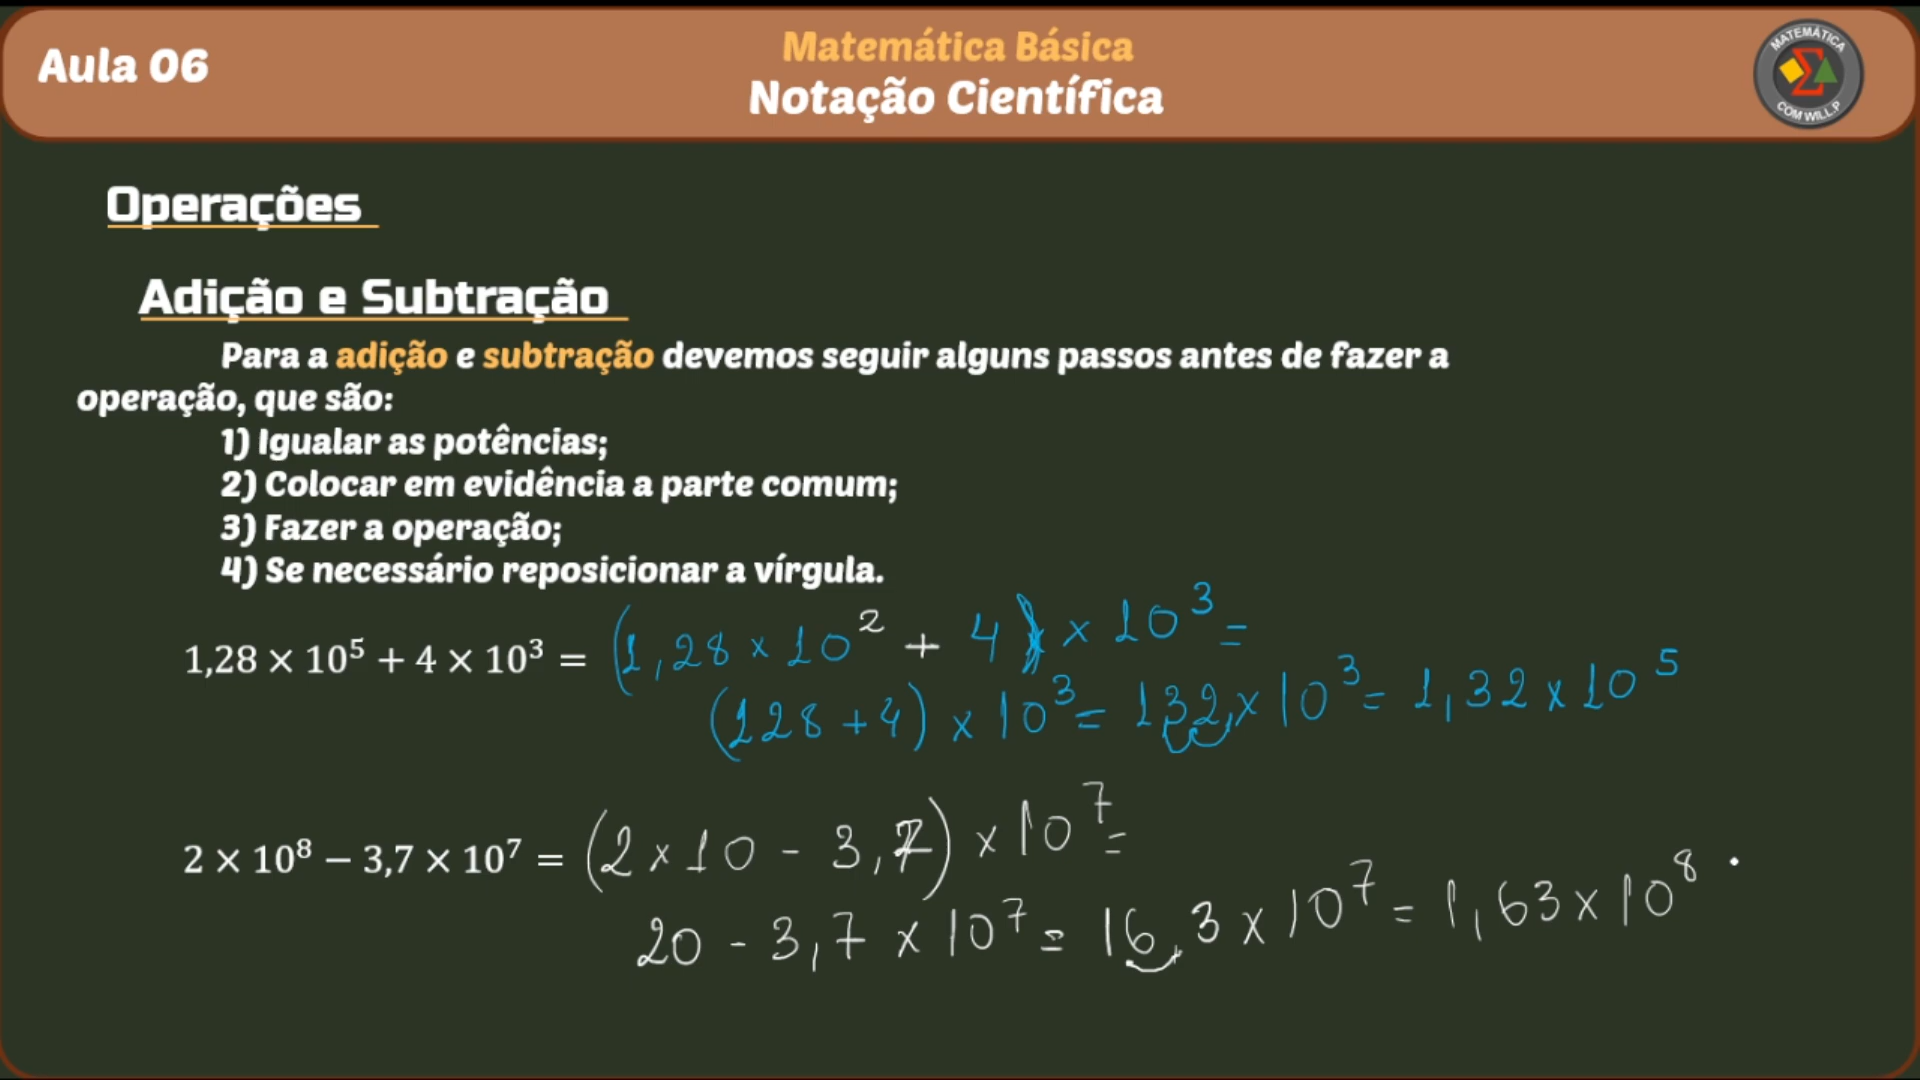 Aula 06
Matemática Básica
Notação Científica
MATEMÁTICA
COM WILL.P
Operações
Adição e Subtração
Para a adição e subtração devemos seguir alguns passos antes de fazer a
operação, que são:
1) Igualar as potências;
2) Colocar em evidência a parte comum;
3) Fazer a operação;
4) Se necessário reposicionar a vírgula.
1,28 × 10⁵ + 4 × 10³ = (1,28 × 10² + 4) × 10³ =
(128 + 4) × 10³ = 132, × 10³ = 1,32 × 10⁵
2 × 10⁸ − 3,7 × 10⁷ = (2 × 10 - 3,7) × 10⁷ =
20 - 3,7 × 10⁷ = 16,3 × 10⁷ = 1,63 × 10⁸ .